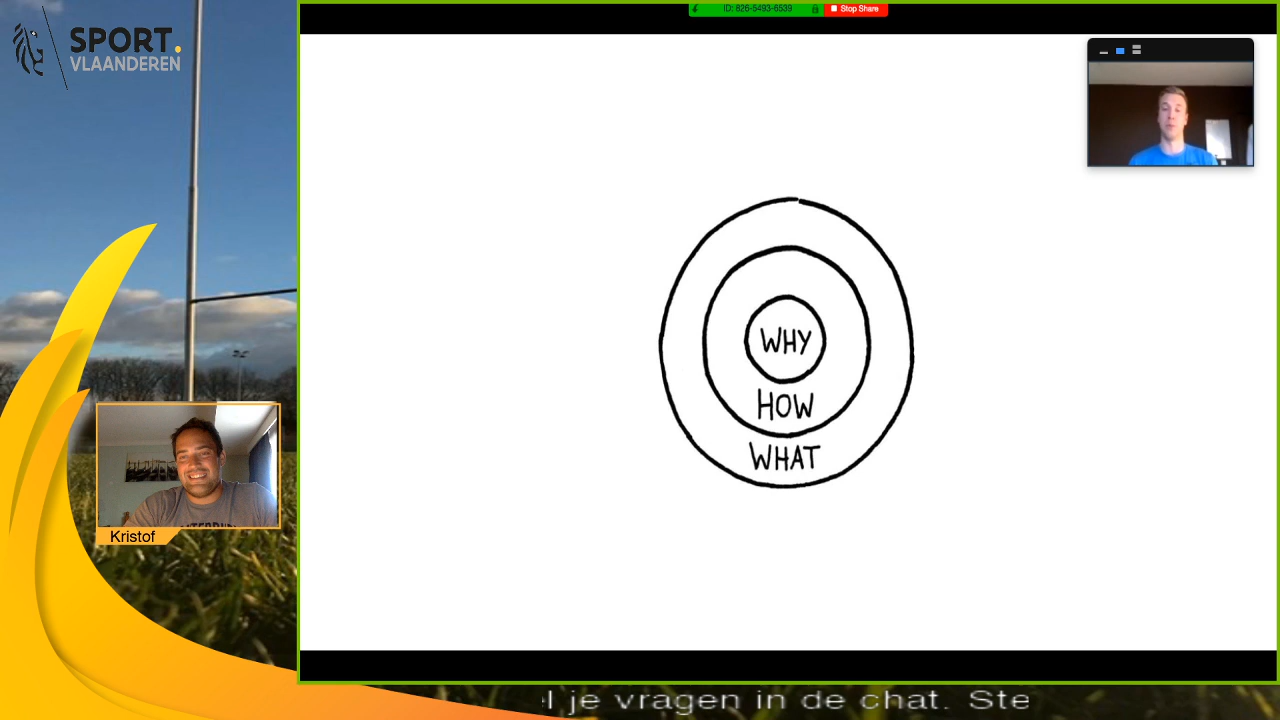 SPORT.
VLAANDEREN
ID: 826-5493-6539
Stop Share
WHY
HOW
WHAT
Kristof
je vragen in de chat. Ste